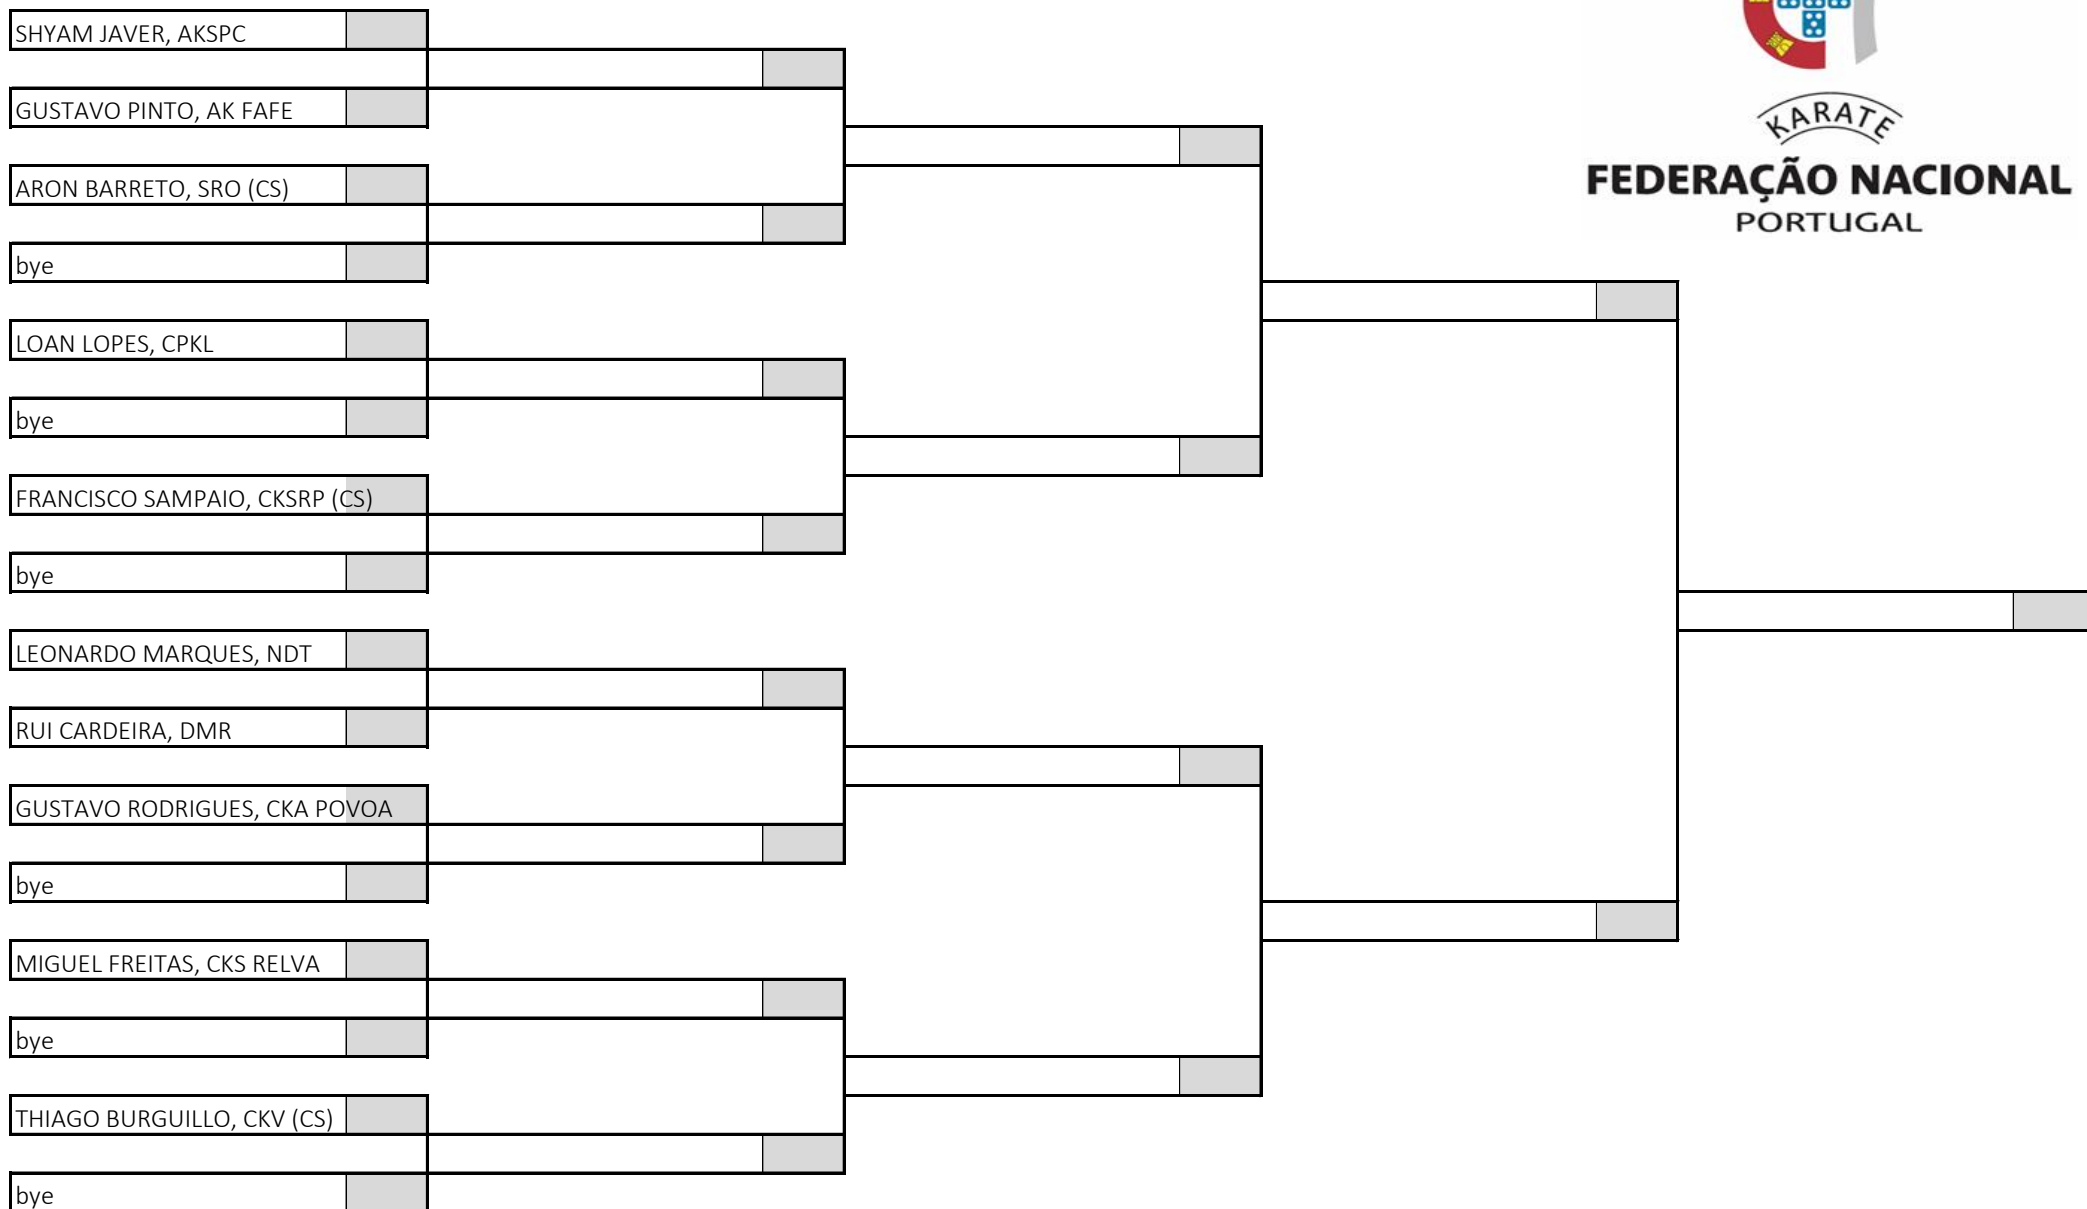 SHYAM JAVER, AKSPC
GUSTAVO PINTO, AK FAFE
ARON BARRETO, SRO (CS)
bye
LOAN LOPES, CPKL
bye
FRANCISCO SAMPAIO, CKSRP (CS)
bye
LEONARDO MARQUES, NDT
RUI CARDEIRA, DMR
GUSTAVO RODRIGUES, CKA POVOA
bye
MIGUEL FREITAS, CKS RELVA
bye
THIAGO BURGUILLO, CKV (CS)
bye
KARATE
FEDERAÇÃO NACIONAL
PORTUGAL